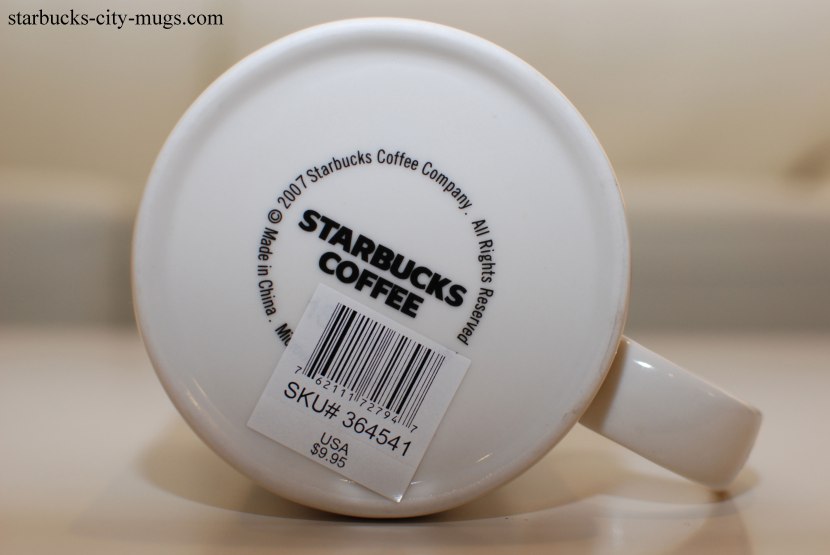 starbucks-city-mugs.com
© 2007 Starbucks Coffee Company. All Rights Reserved
Made in China.
STARBUCKS
COFFEE
7 62111 72794 7
SKU# 364541
USA
$9.95